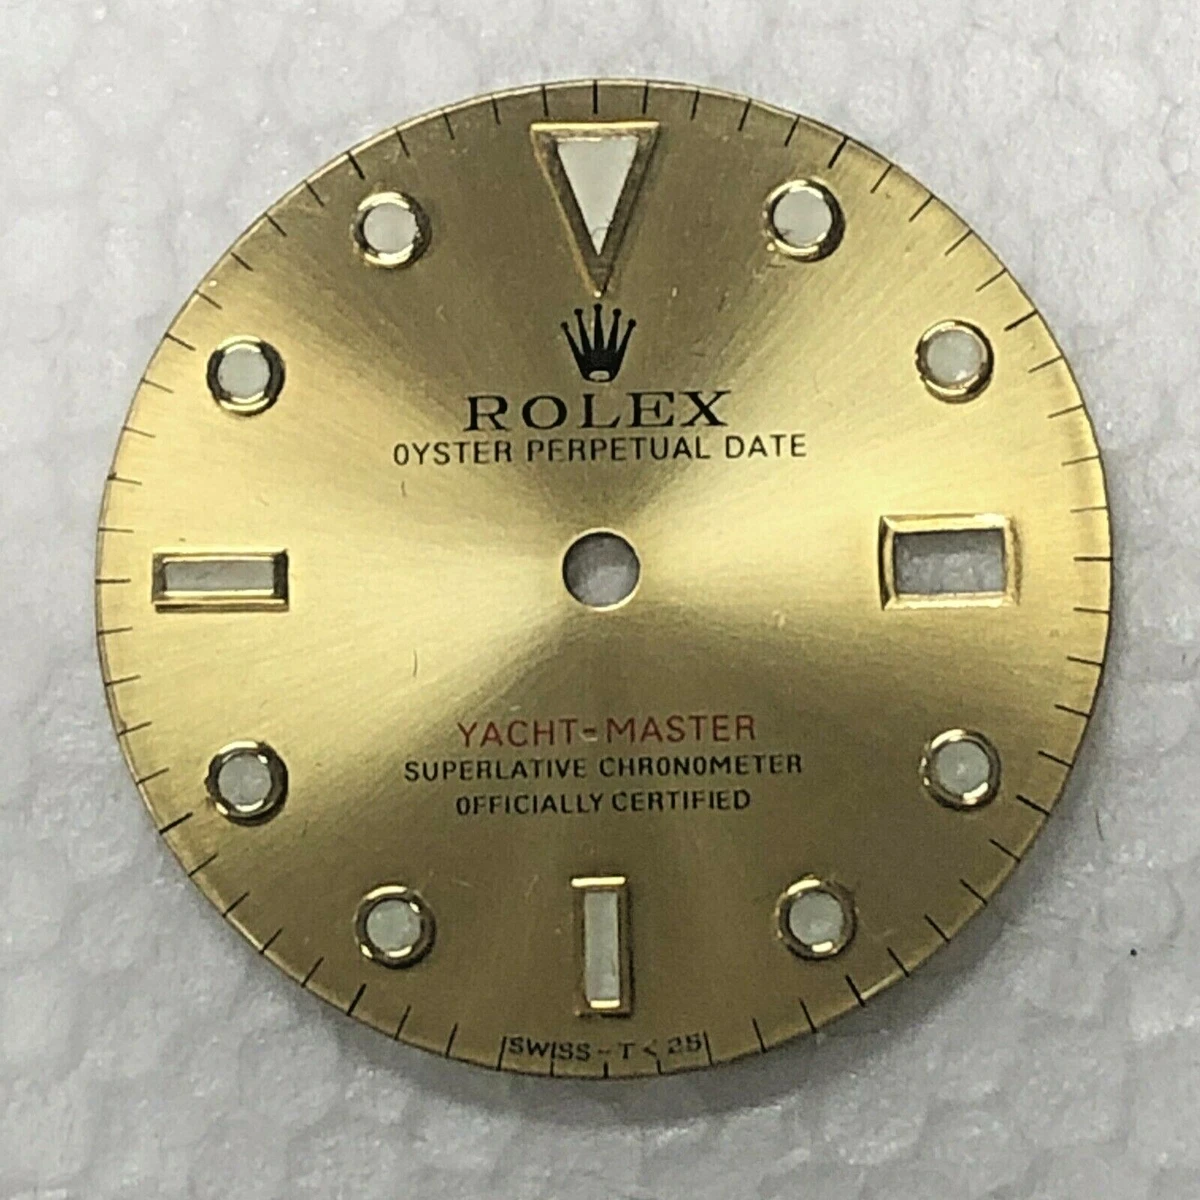 ROLEX
OYSTER PERPETUAL DATE
YACHT-MASTER
SUPERLATIVE CHRONOMETER
OFFICIALLY CERTIFIED
SWISS-T<25